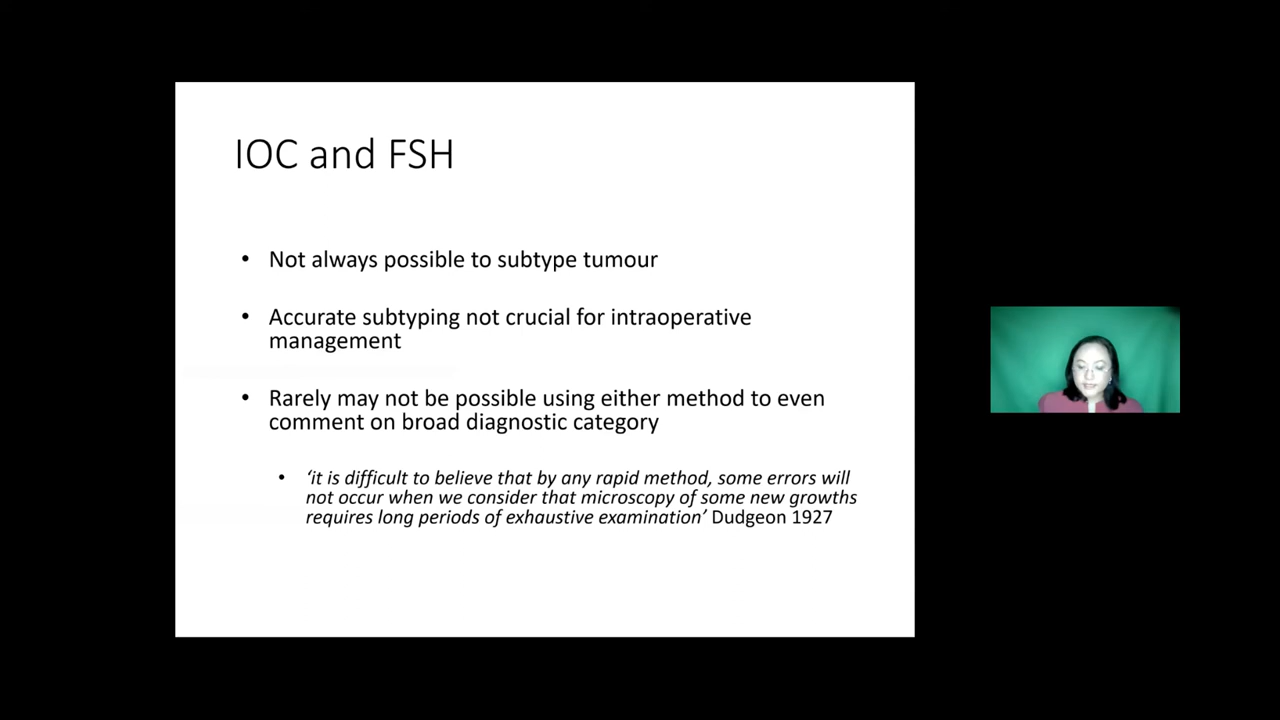 IOC and FSH
• Not always possible to subtype tumour
• Accurate subtyping not crucial for intraoperative
management
• Rarely may not be possible using either method to even
comment on broad diagnostic category
• ‘it is difficult to believe that by any rapid method, some errors will
not occur when we consider that microscopy of some new growths
requires long periods of exhaustive examination’ Dudgeon 1927